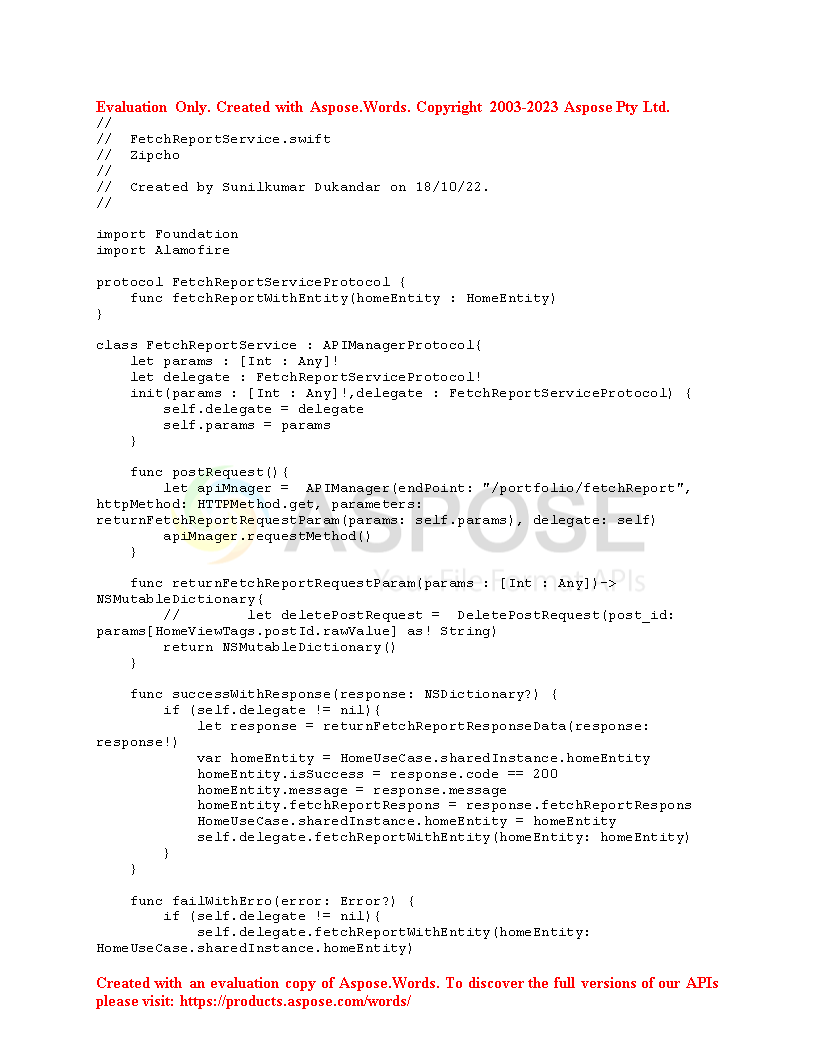 Evaluation Only. Created with Aspose.Words. Copyright 2003-2023 Aspose Pty Ltd.
//
//  FetchReportService.swift
//  Zipcho
//
//  Created by Sunilkumar Dukandar on 18/10/22.
//
import Foundation
import Alamofire
protocol FetchReportServiceProtocol {
    func fetchReportWithEntity(homeEntity : HomeEntity)
}
class FetchReportService : APIManagerProtocol{
    let params : [Int : Any]!
    let delegate : FetchReportServiceProtocol!
    init(params : [Int : Any]!,delegate : FetchReportServiceProtocol) {
        self.delegate = delegate
        self.params = params
    }
    func postRequest(){
        let apiMnager =  APIManager(endPoint: "/portfolio/fetchReport",
httpMethod: HTTPMethod.get, parameters:
returnFetchReportRequestParam(params: self.params), delegate: self)
        apiMnager.requestMethod()
    }
ASPOSE
Your File Format APIs
    func returnFetchReportRequestParam(params : [Int : Any])->
NSMutableDictionary{
        //        let deletePostRequest =  DeletePostRequest(post_id:
params[HomeViewTags.postId.rawValue] as! String)
        return NSMutableDictionary()
    }
    func successWithResponse(response: NSDictionary?) {
        if (self.delegate != nil){
            let response = returnFetchReportResponseData(response:
response!)
            var homeEntity = HomeUseCase.sharedInstance.homeEntity
            homeEntity.isSuccess = response.code == 200
            homeEntity.message = response.message
            homeEntity.fetchReportRespons = response.fetchReportRespons
            HomeUseCase.sharedInstance.homeEntity = homeEntity
            self.delegate.fetchReportWithEntity(homeEntity: homeEntity)
        }
    }
    func failWithErro(error: Error?) {
        if (self.delegate != nil){
            self.delegate.fetchReportWithEntity(homeEntity:
HomeUseCase.sharedInstance.homeEntity)
Created with an evaluation copy of Aspose.Words. To discover the full versions of our APIs
please visit: https://products.aspose.com/words/